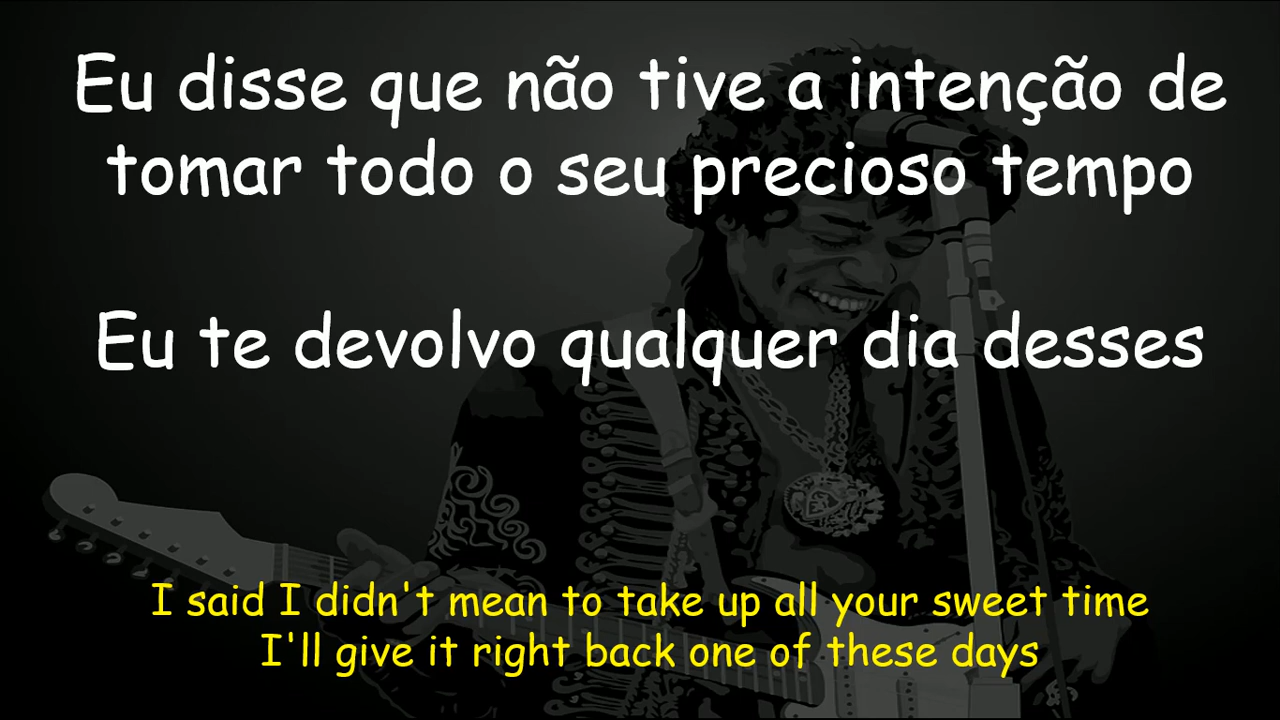 Eu disse que não tive a intenção de
tomar todo o seu precioso tempo
Eu te devolvo qualquer dia desses
I said I didn't mean to take up all your sweet time
I'll give it right back one of these days